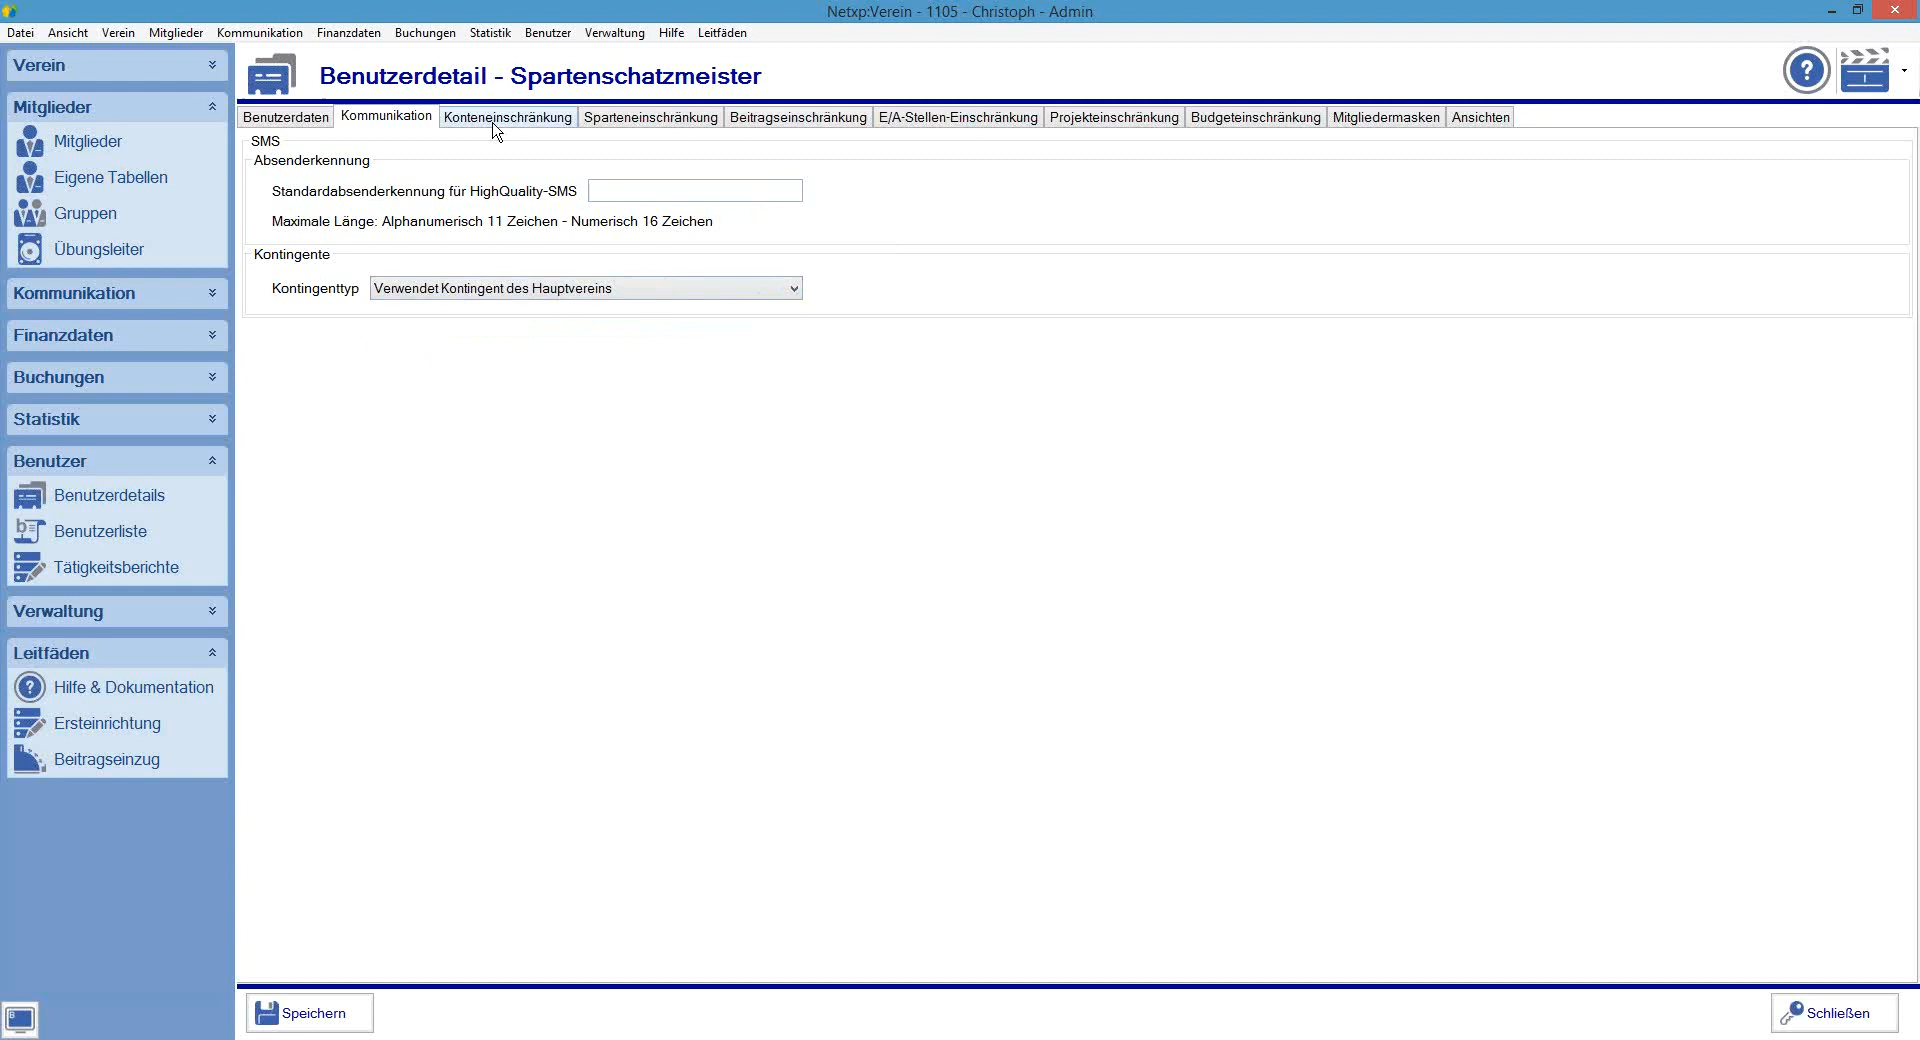 Netxp:Verein - 1105 - Christoph - Admin
Datei Ansicht Verein Mitglieder Kommunikation Finanzdaten Buchungen Statistik Benutzer Verwaltung Hilfe Leitfäden
Verein
Mitglieder
Mitglieder
Eigene Tabellen
Gruppen
Übungsleiter
Kommunikation
Finanzdaten
Buchungen
Statistik
Benutzer
Benutzerdetails
Benutzerliste
Tätigkeitsberichte
Verwaltung
Leitfäden
Hilfe & Dokumentation
Ersteinrichtung
Beitragseinzug
Benutzerdetail - Spartenschatzmeister
Benutzerdaten Kommunikation Konteneinschränkung Sparteneinschränkung Beitragseinschränkung E/A-Stellen-Einschränkung Projekteinschränkung Budgeteinschränkung Mitgliedermasken Ansichten
SMS
Absenderkennung
Standardabsenderkennung für HighQuality-SMS
Maximale Länge: Alphanumerisch 11 Zeichen - Numerisch 16 Zeichen
Kontingente
Kontingenttyp Verwendet Kontingent des Hauptvereins
Speichern
Schließen